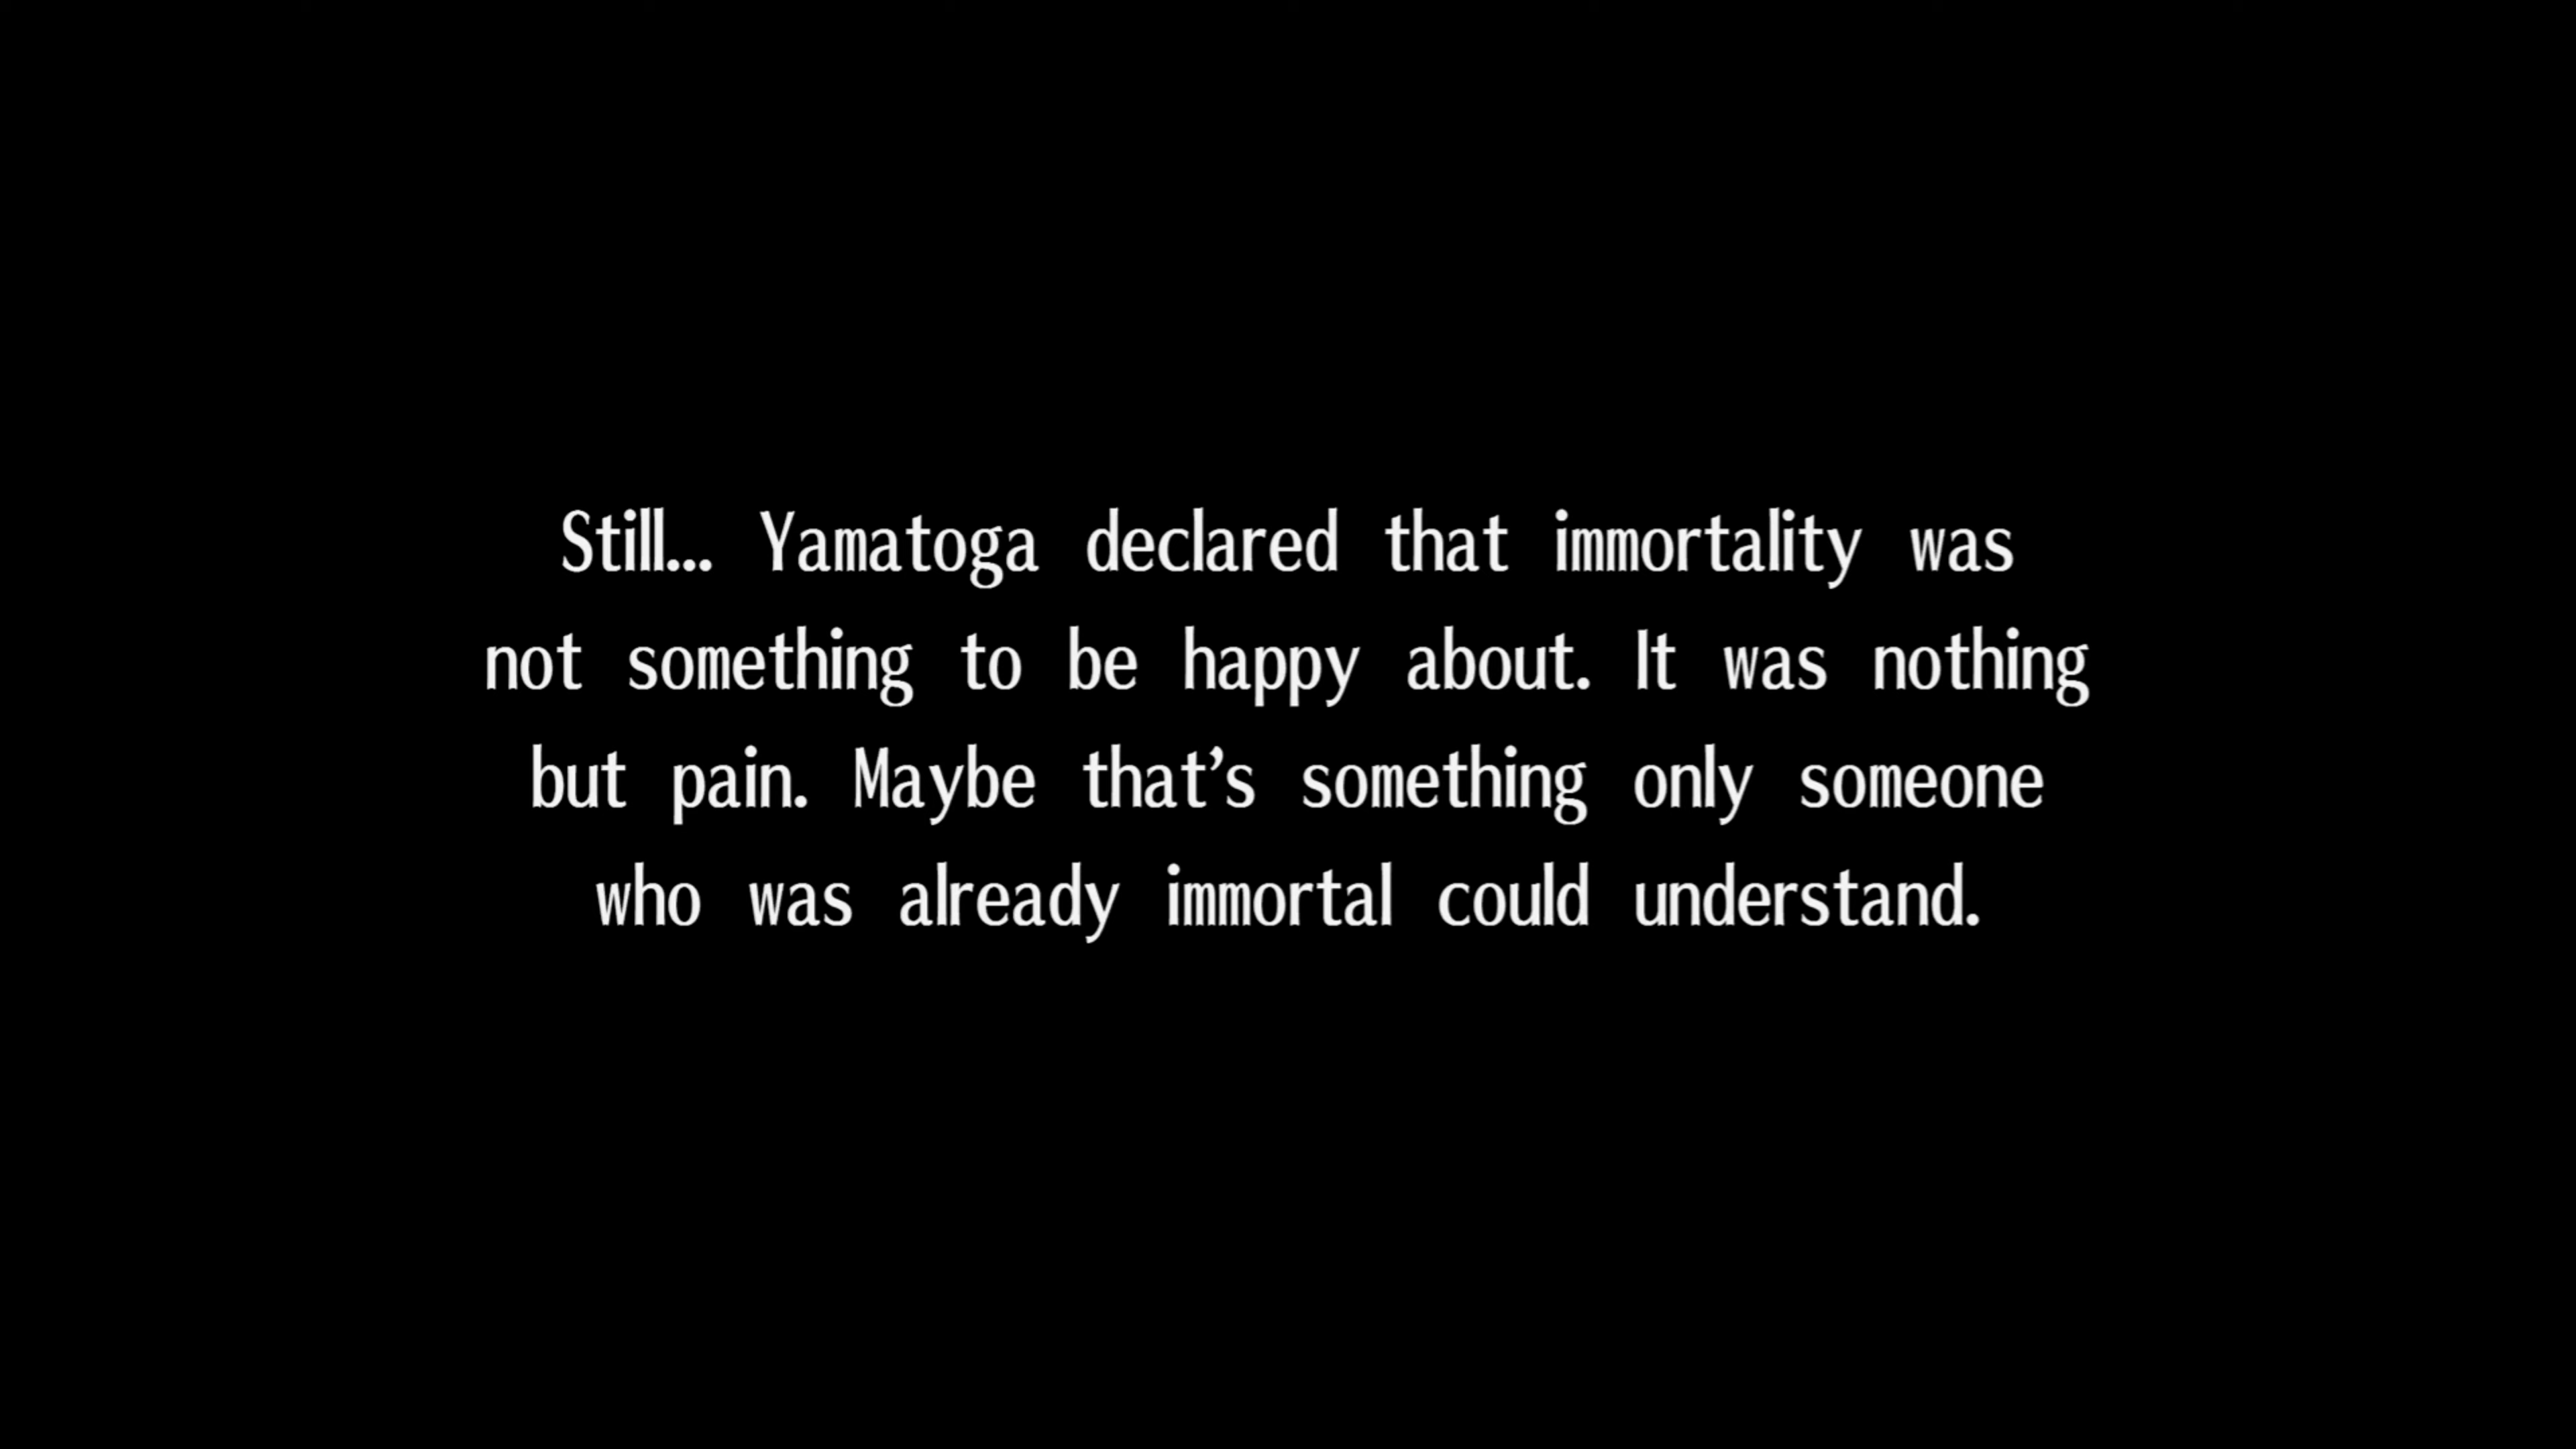 Still... Yamatoga declared that immortality was
not something to be happy about. It was nothing
but pain. Maybe that’s something only someone
who was already immortal could understand.